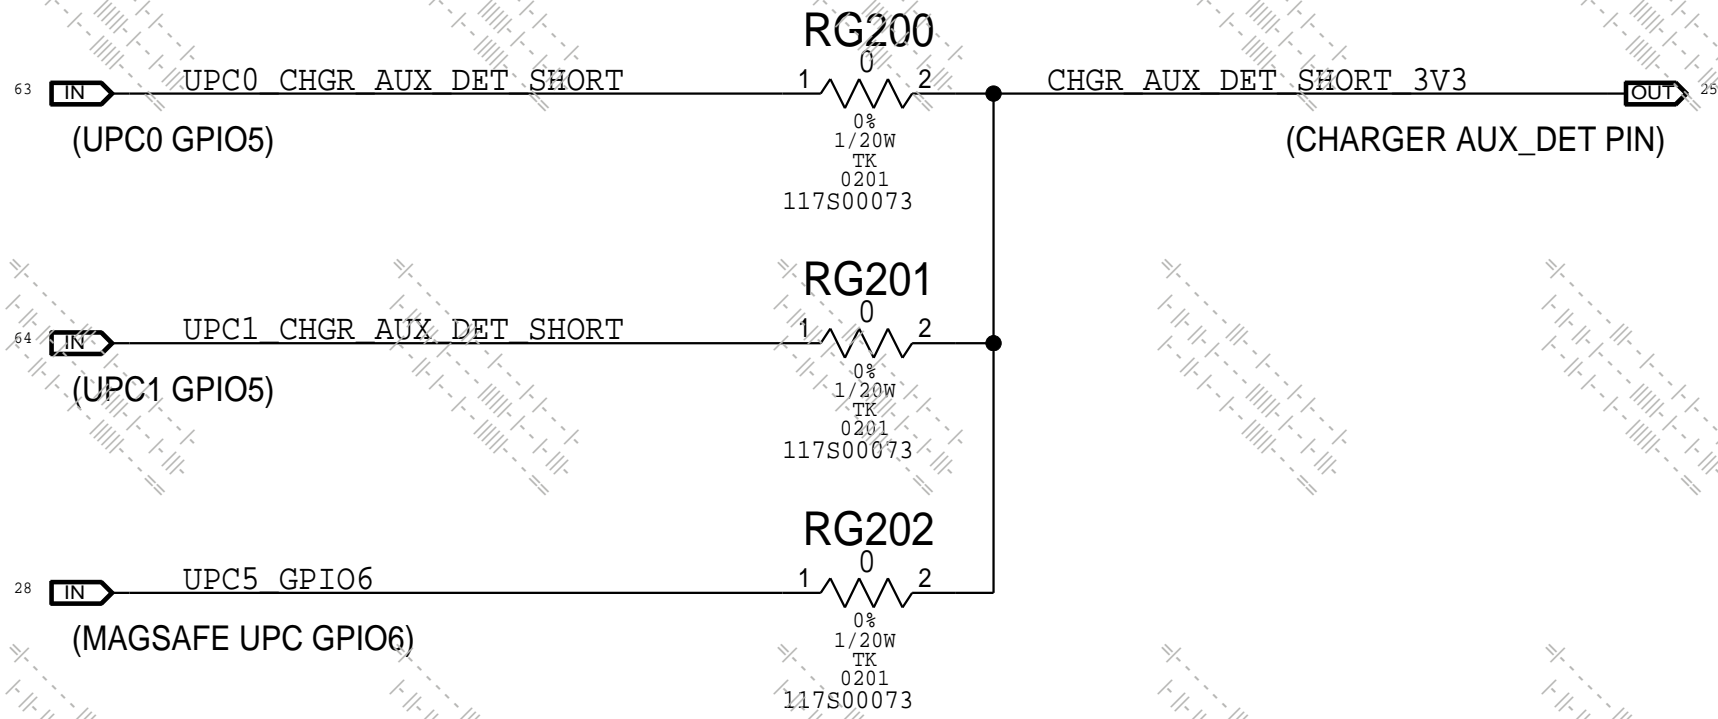 RG200
0
63 IN UPC0_CHGR_AUX_DET_SHORT 1 2 CHGR_AUX_DET_SHORT_3V3 OUT 25
(UPC0 GPIO5) (CHARGER AUX_DET PIN)
0%
1/20W
TK
0201
117S00073
RG201
0
64 IN UPC1_CHGR_AUX_DET_SHORT 1 2
(UPC1 GPIO5)
0%
1/20W
TK
0201
117S00073
RG202
0
28 IN UPC5_GPIO6 1 2
(MAGSAFE UPC GPIO6)
0%
1/20W
TK
0201
117S00073